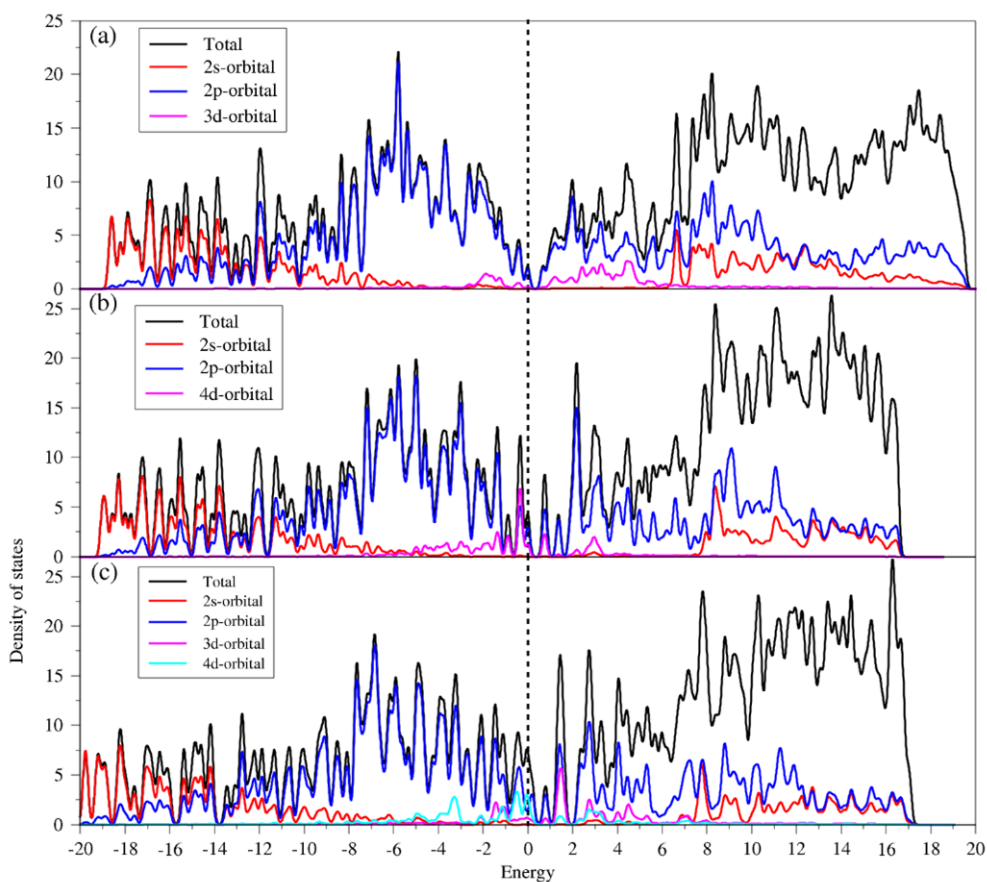 (a)
Total
2s-orbital
2p-orbital
3d-orbital
25
20
15
10
5
0
(b)
Total
2s-orbital
2p-orbital
4d-orbital
25
20
15
10
5
0
(c)
Total
2s-orbital
2p-orbital
3d-orbital
4d-orbital
25
20
15
10
5
0
Density of states
-20 -18 -16 -14 -12 -10 -8 -6 -4 -2 0 2 4 6 8 10 12 14 16 18 20
Energy